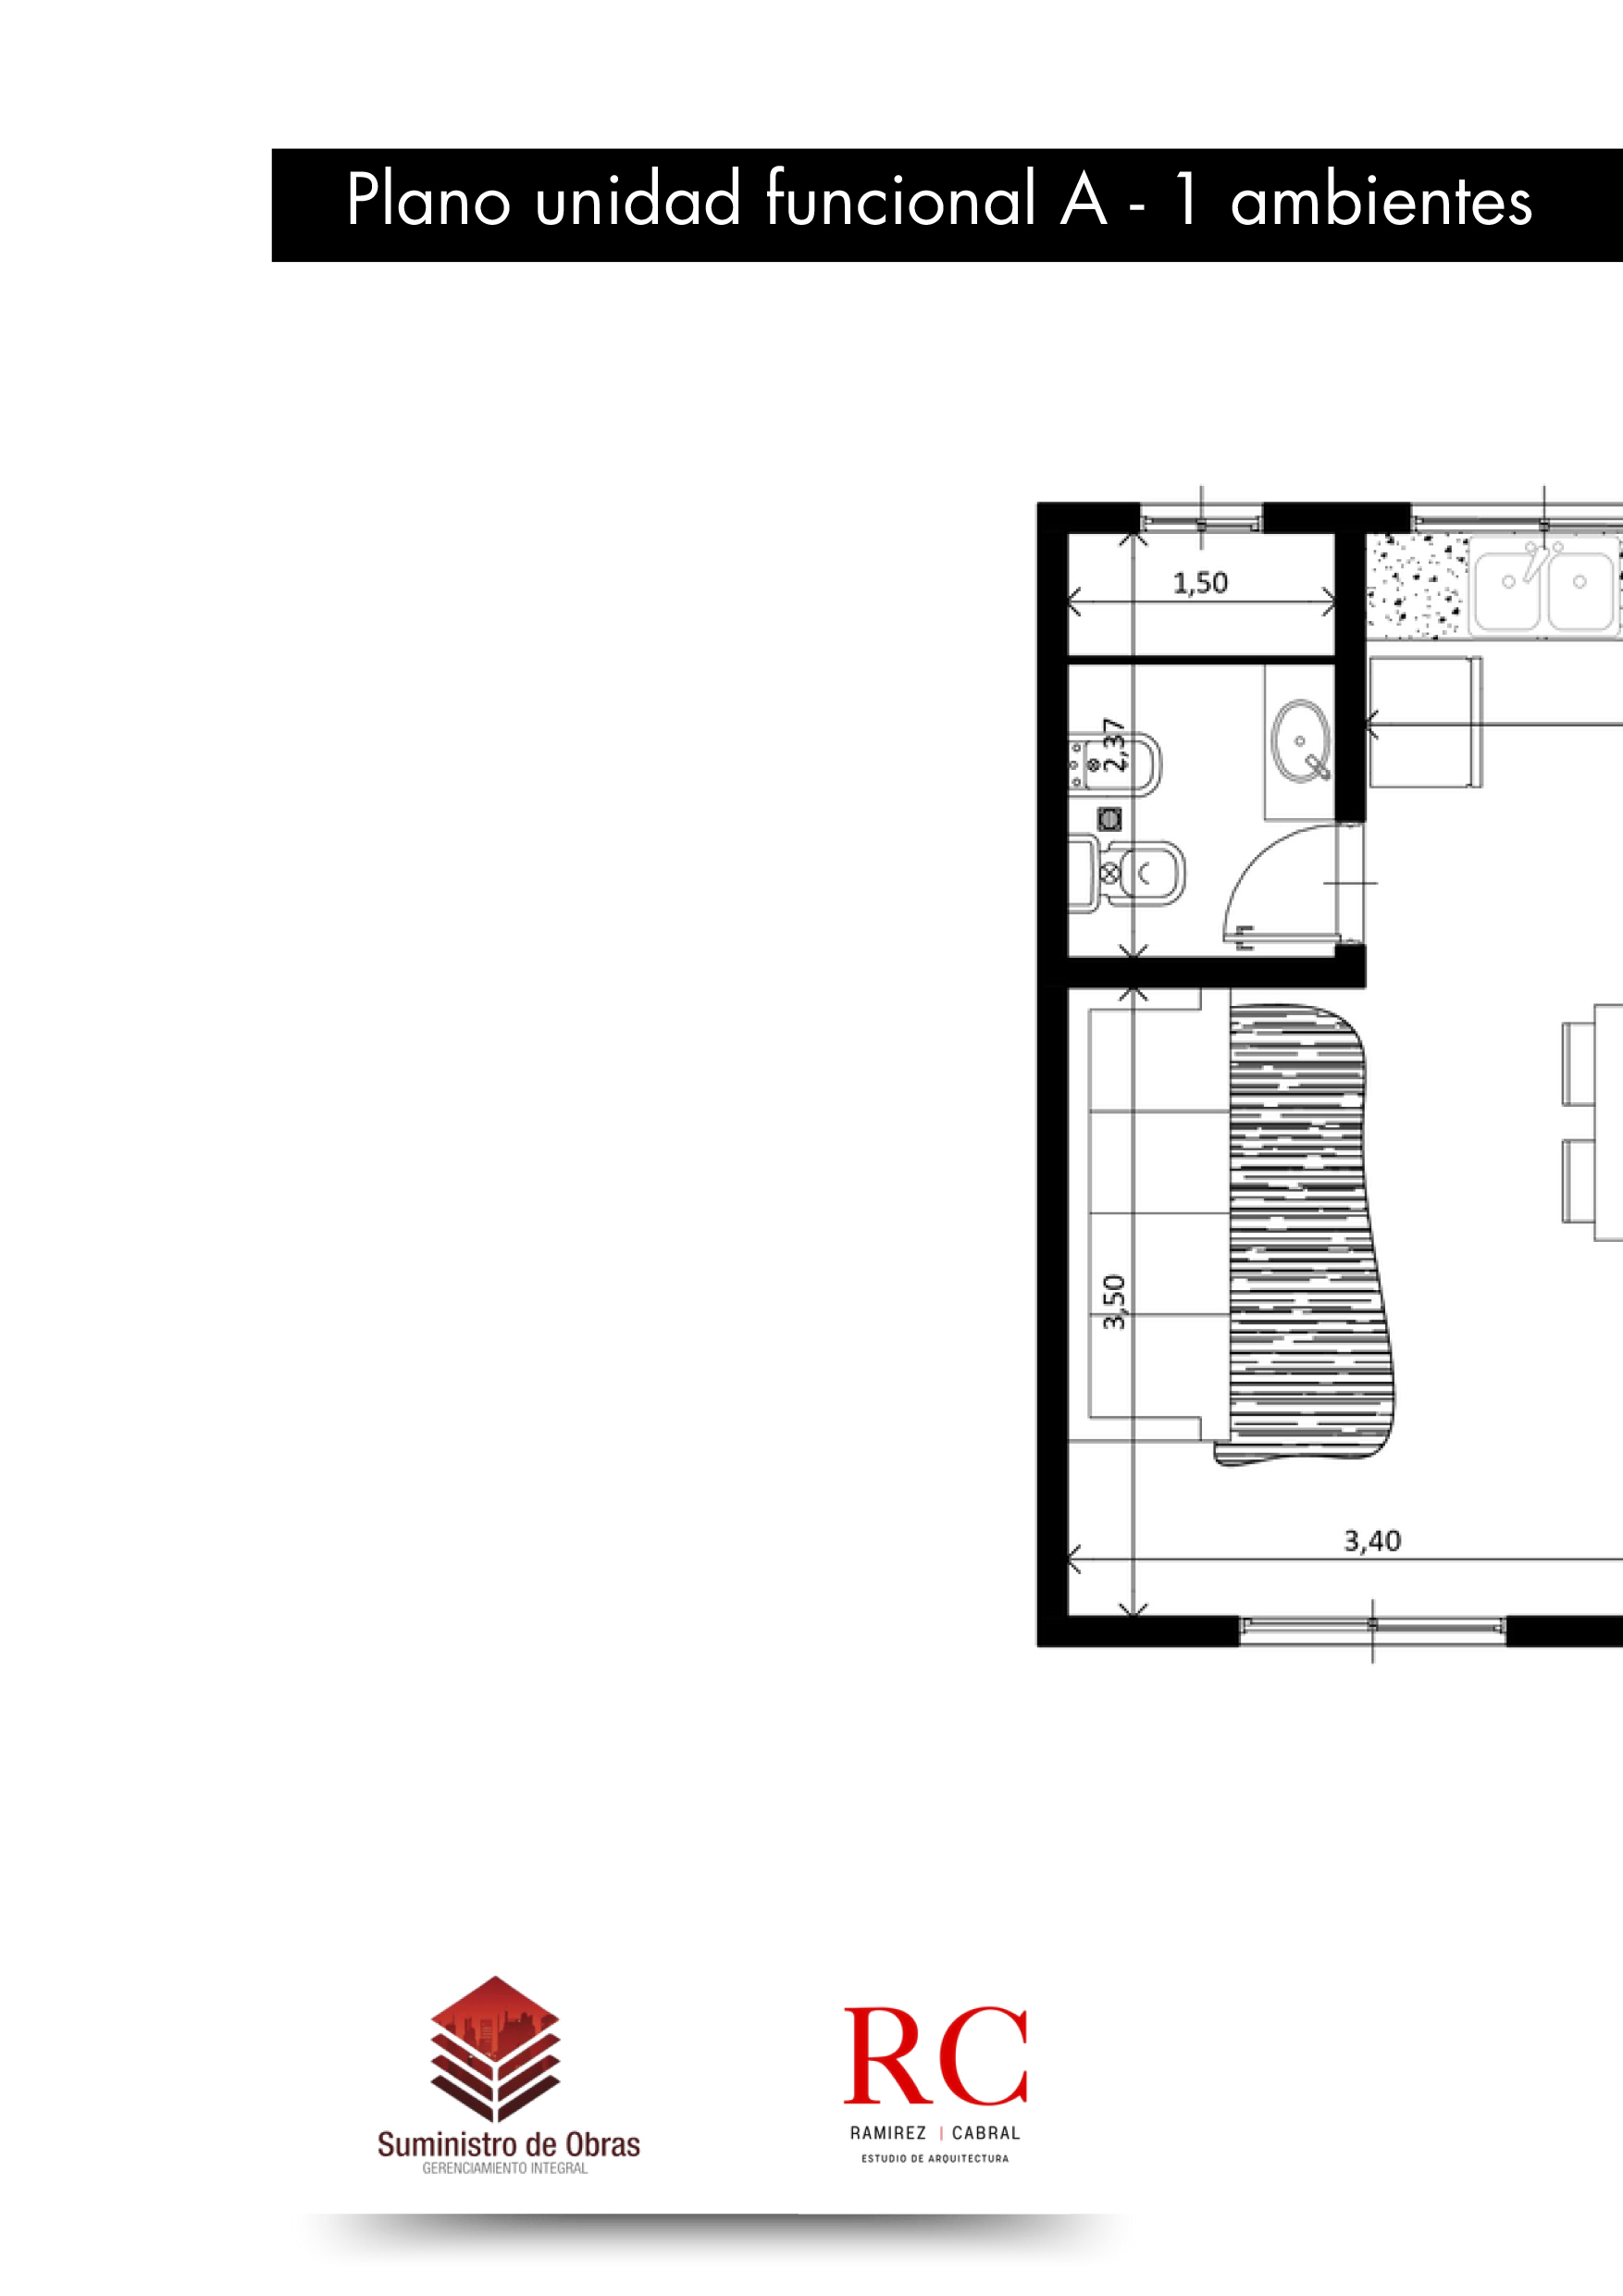 Plano unidad funcional A - 1 ambientes
1,50
2,37
3,50
3,40
RC
RAMIREZ | CABRAL
ESTUDIO DE ARQUITECTURA
Suministro de Obras
GERENCIAMIENTO INTEGRAL